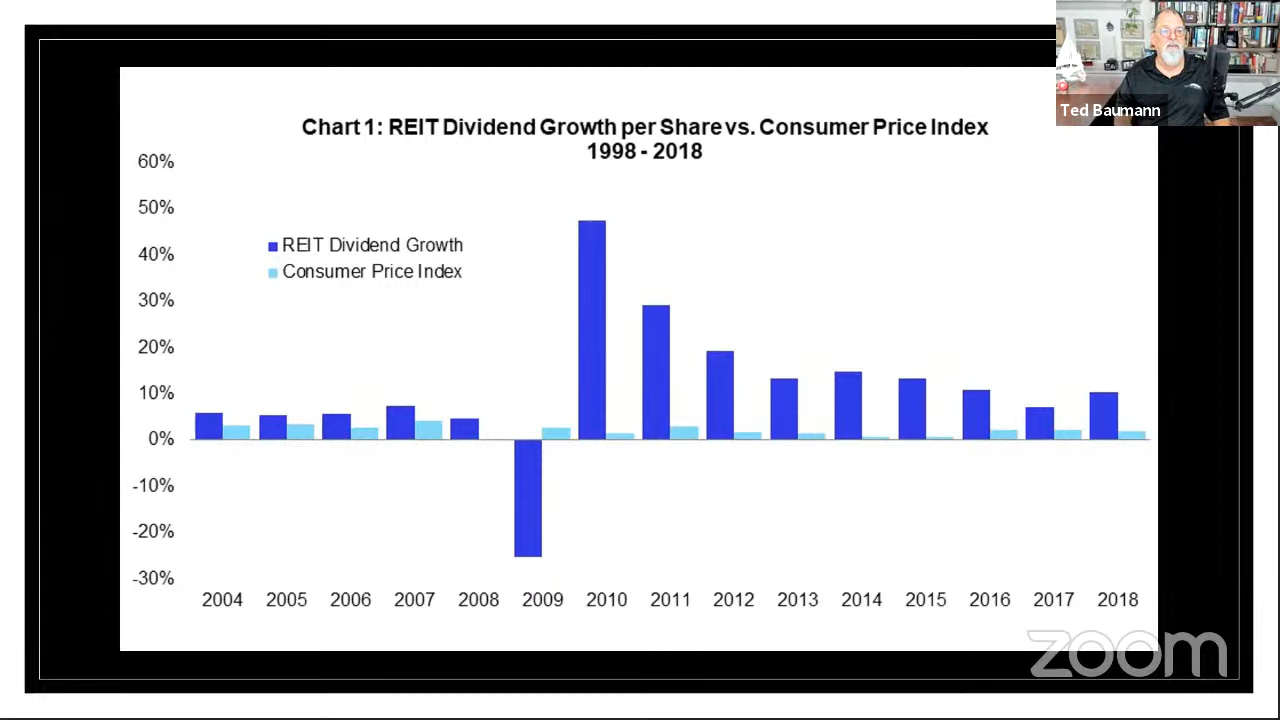 Ted Baumann
Chart 1: REIT Dividend Growth per Share vs. Consumer Price Index
1998 - 2018
60%
50%
40%
30%
20%
10%
0%
-10%
-20%
-30%
REIT Dividend Growth
Consumer Price Index
2004 2005 2006 2007 2008 2009 2010 2011 2012 2013 2014 2015 2016 2017 2018
zoom